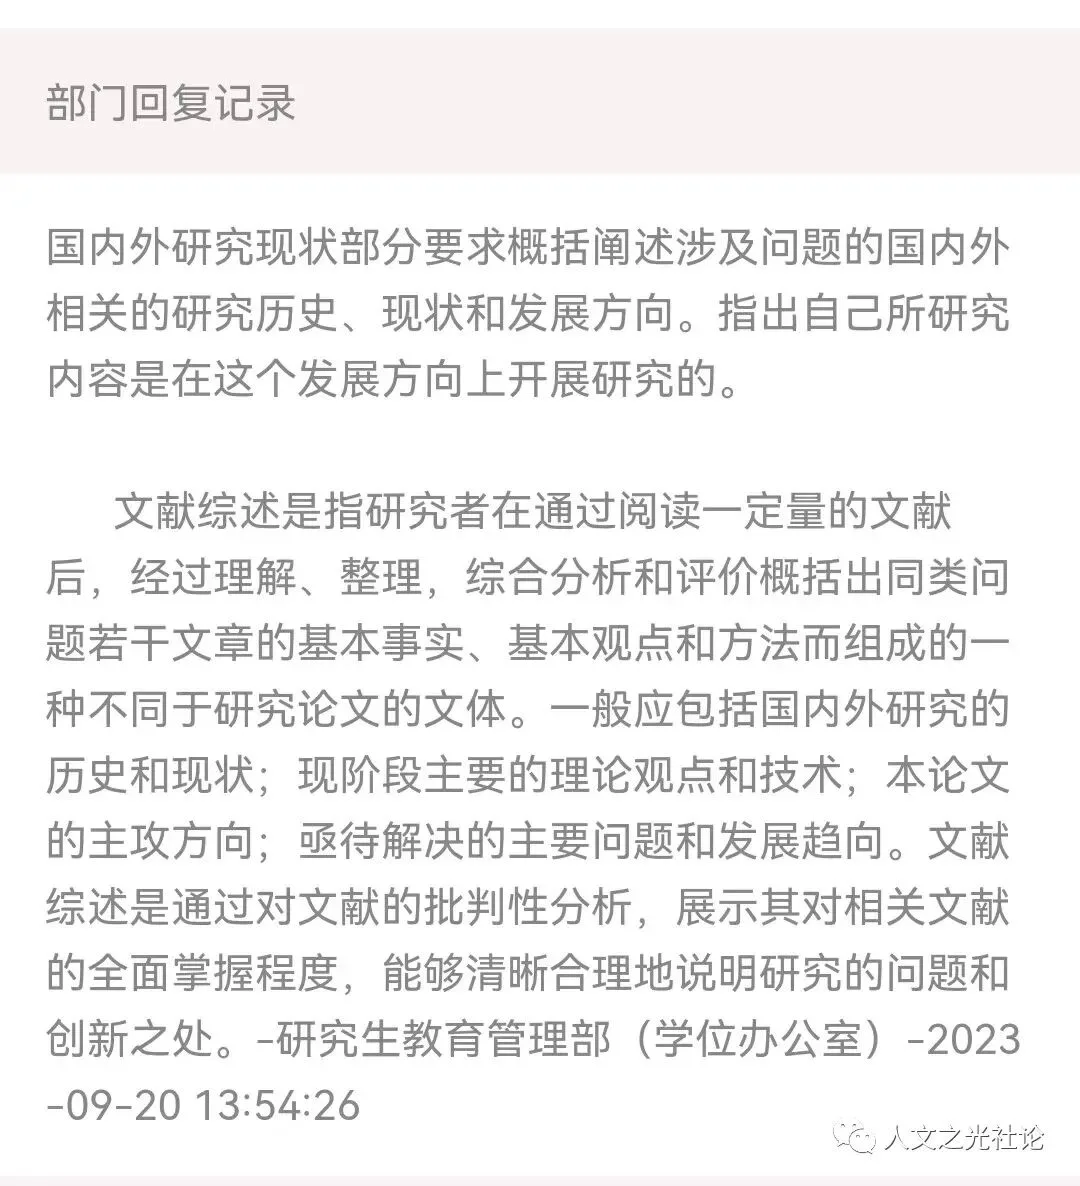 部门回复记录
国内外研究现状部分要求概括阐述涉及问题的国内外
相关的研究历史、现状和发展方向。指出自己所研究
内容是在这个发展方向上开展研究的。
文献综述是指研究者在通过阅读一定量的文献
后，经过理解、整理，综合分析和评价概括出同类问
题若干文章的基本事实、基本观点和方法而组成的一
种不同于研究论文的文体。一般应包括国内外研究的
历史和现状；现阶段主要的理论观点和技术；本论文
的主攻方向；亟待解决的主要问题和发展趋向。文献
综述是通过对文献的批判性分析，展示其对相关文献
的全面掌握程度，能够清晰合理地说明研究的问题和
创新之处。-研究生教育管理部（学位办公室）-2023
-09-20 13:54:26
人文之光社论